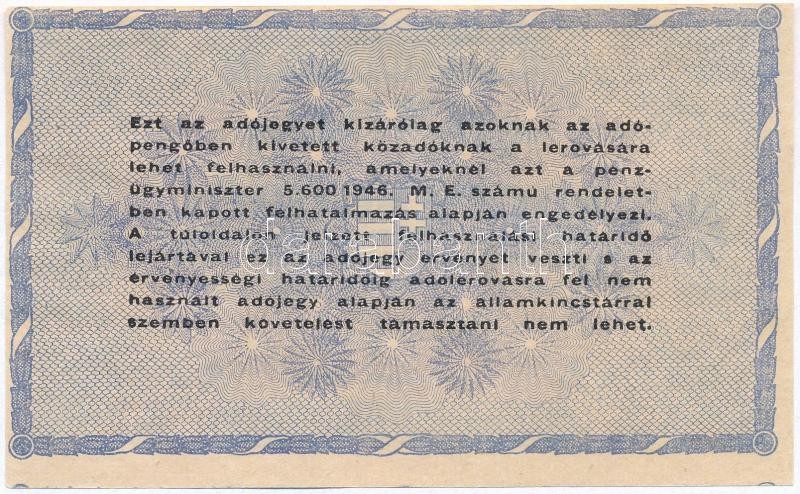 Ezt az adójegyet kizárólag azoknak az adó-
pengőben kivetett közadóknak a lerovására
lehet felhasználni, amelyeknél azt a pénz-
ügyminiszter 5.600 1946. M. E. számú rendelet-
ben kapott felhatalmazás alapján engedélyezi.
A túloldalon jelzett felhasználási határidő
lejártával ez az adójegy érvényét veszti s az
érvényességi határidőig adólerovásra fel nem
használt adójegy alapján az államkincstárral
szemben követelést támasztani nem lehet.
darabanth